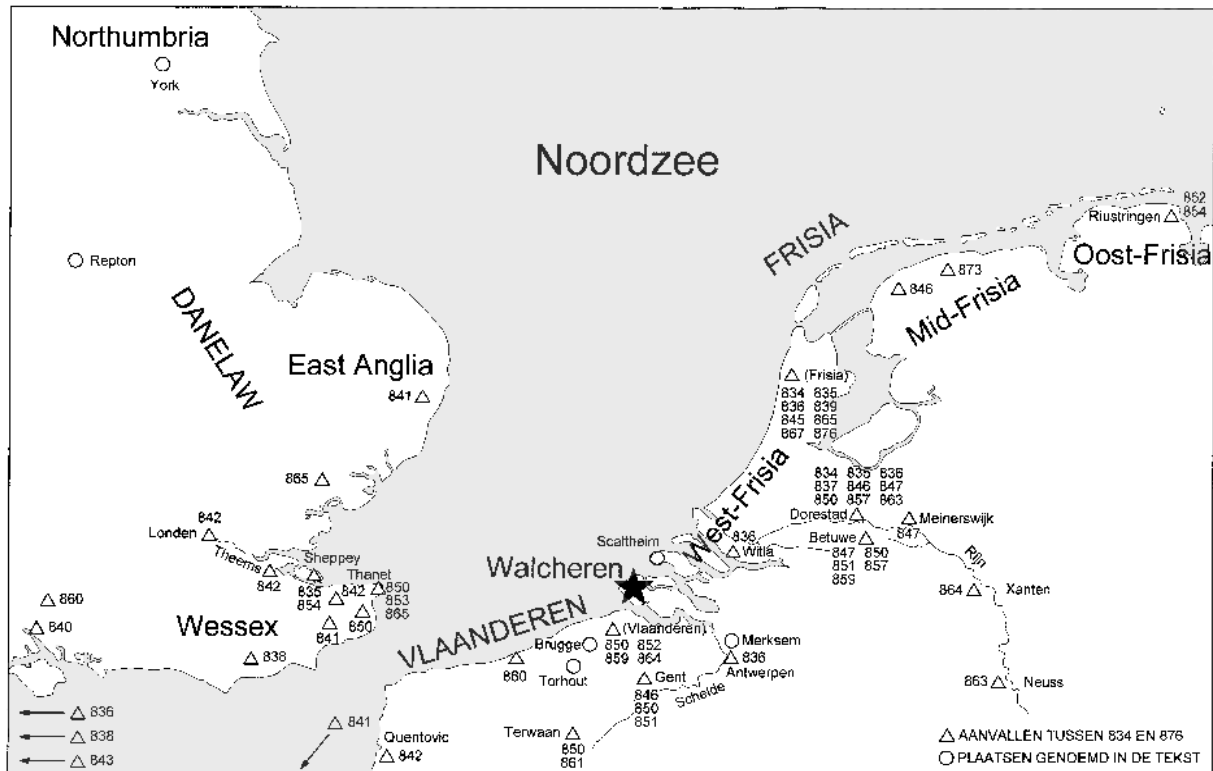 Northumbria
York
Noordzee
Repton
DANELAW
East Anglia
841
865
842
Londen
Theems
842
Sheppey
835
854
842
Thanet
850
853
865
850
841
860
840
Wessex
838
836
838
843
841
FRISIA
852
854
Riustringen
Oost-Frisia
873
846
Mid-Frisia
(Frisia)
834 835
836 839
845 865
867 876
West-Frisia
834 835 836
837 846 847
850 857 863
Dorestad
Meinerswijk
847
Betuwe
847 850
851 857
859
Rijn
864
Xanten
863
Neuss
836
Witla
Scaltheim
Walcheren
VLAANDEREN
Brugge
(Vlaanderen)
850 852
859 864
860
Torhout
Gent
846
850
851
Schelde
Merksem
836
Antwerpen
Terwaan
850
861
Quentovic
842
AANVALLEN TUSSEN 834 EN 876
PLAATSEN GENOEMD IN DE TEKST